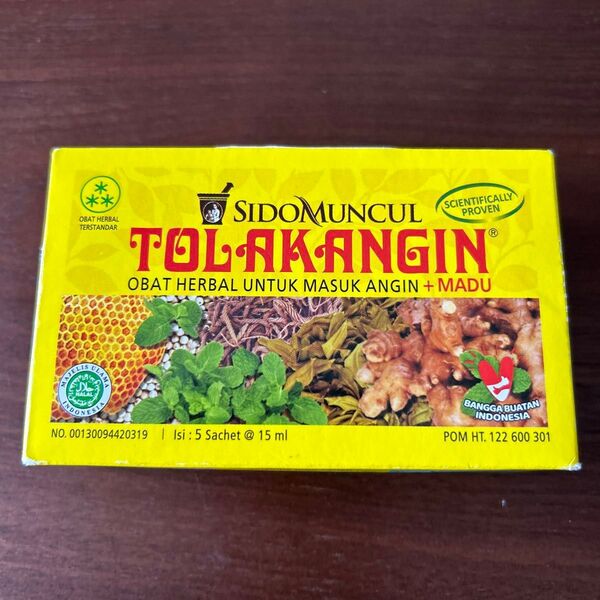 OBAT HERBAL
TERSTANDAR
SIDOMUNCUL
SCIENTIFICALLY
PROVEN
TOLAKANGIN®
OBAT HERBAL UNTUK MASUK ANGIN + MADU
MAJELIS ULAMA
HALAL
INDONESIA
BANGGA BUATAN
INDONESIA
NO. 00130094420319 | Isi : 5 Sachet @ 15 ml
POM HT. 122 600 301